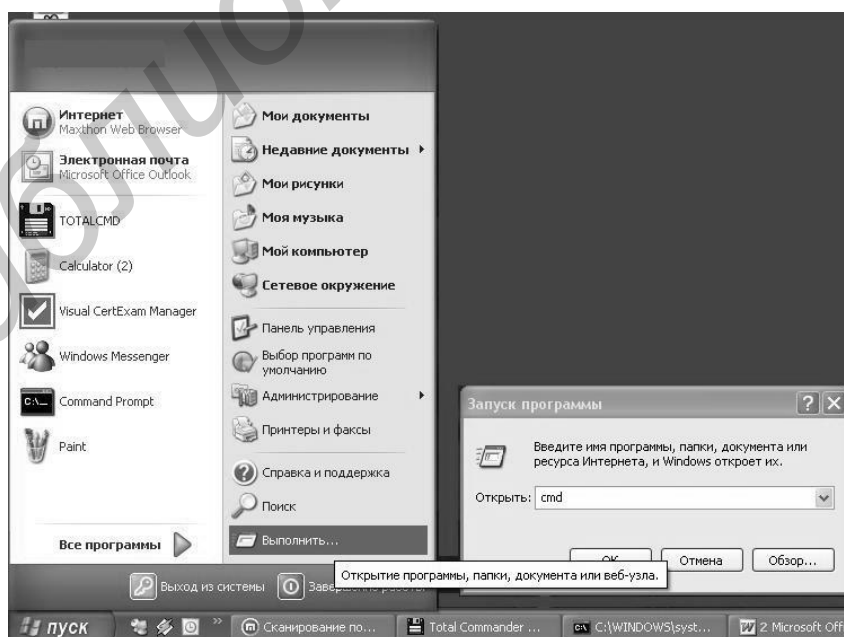 Интернет
Maxthon Web Browser
Электронная почта
Microsoft Office Outlook
TOTALCMD
Calculator (2)
Visual CertExam Manager
Windows Messenger
C:\_
Command Prompt
Paint
Все программы
Мои документы
Недавние документы
Мои рисунки
Моя музыка
Мой компьютер
Сетевое окружение
Панель управления
Выбор программ по
умолчанию
Администрирование
Принтеры и факсы
Справка и поддержка
Поиск
Выполнить...
Выход из системы
Открытие программы, папки, документа или веб-узла.
Запуск программы
Введите имя программы, папки, документа или
ресурса Интернета, и Windows откроет их.
Открыть: cmd
OK
Отмена
Обзор...
пуск
Сканирование по...
Total Commander ...
C:\WINDOWS\syst...
2 Microsoft Offi